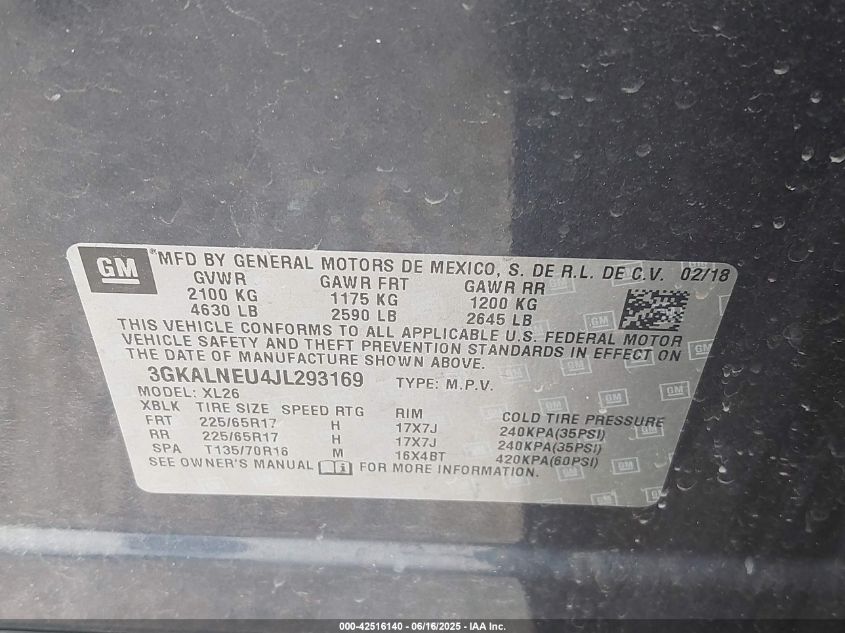 GM
®MFD BY GENERAL MOTORS DE MEXICO, S. DE R.L. DE C.V. 02/18
GVWR GAWR FRT GAWR RR
2100 KG 1175 KG 1200 KG
4630 LB 2590 LB 2645 LB
THIS VEHICLE CONFORMS TO ALL APPLICABLE U.S. FEDERAL MOTOR
VEHICLE SAFETY AND THEFT PREVENTION STANDARDS IN EFFECT ON
THE DATE OF MANUFACTURE SHOWN ABOVE.
3GKALNEU4JL293169 TYPE: M.P.V.
MODEL: XL26
XBLK TIRE SIZE SPEED RTG RIM COLD TIRE PRESSURE
FRT 225/65R17 H 17X7J 240KPA(35PSI)
RR 225/65R17 H 17X7J 240KPA(35PSI)
SPA T135/70R16 M 16X4BT 420KPA(60PSI)
SEE OWNER'S MANUAL FOR MORE INFORMATION.
000-42516140 - 06/16/2025 - IAA Inc.